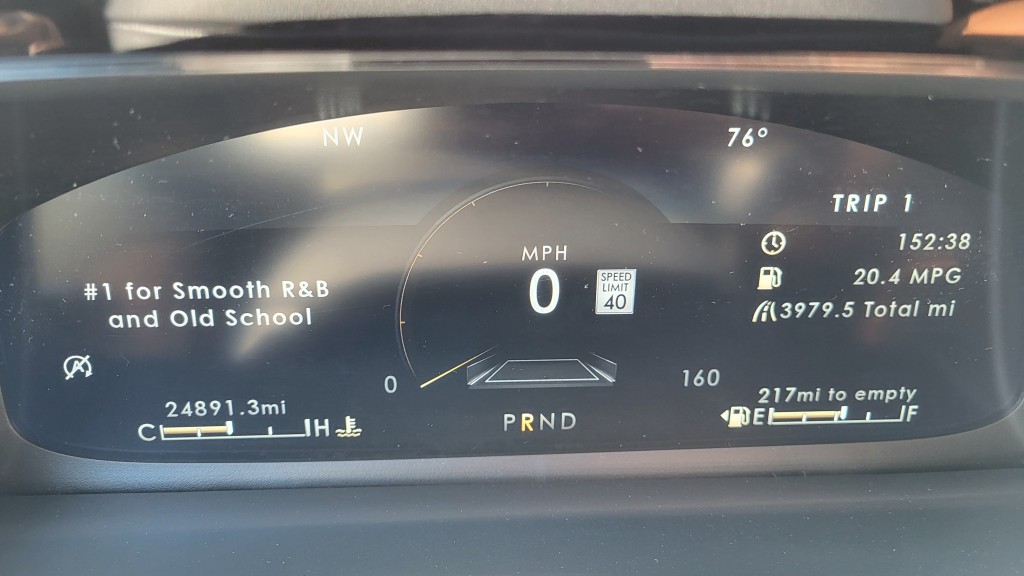 NW
76°
TRIP 1
152:38
20.4 MPG
3979.5 Total mi
MPH
0
SPEED
LIMIT
40
#1 for Smooth R&B
and Old School
0
160
24891.3mi
C H
PRND
217mi to empty
E F